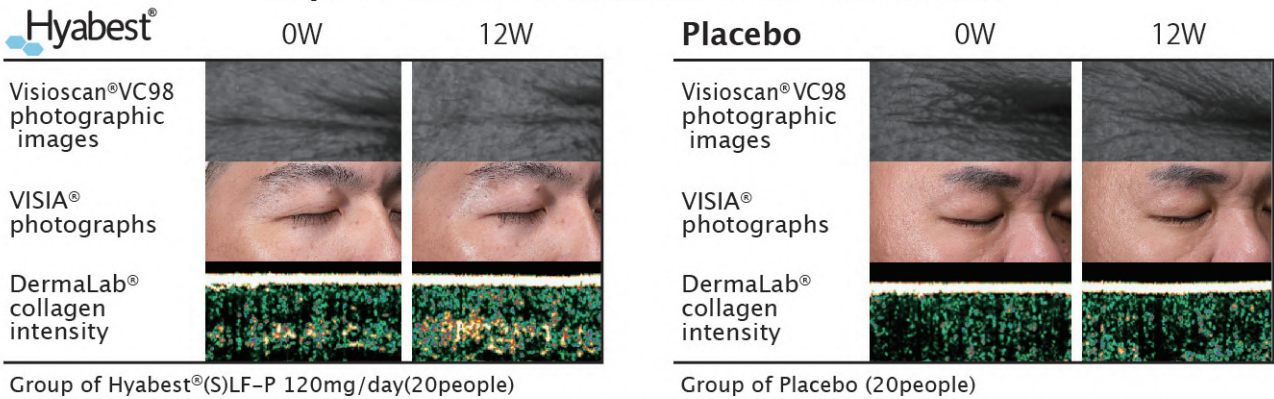 Hyabest®
0W
12W
Visioscan®VC98
photographic
images
VISIA®
photographs
DermaLab®
collagen
intensity
Group of Hyabest®(S)LF-P 120mg/day(20people)
Placebo
0W
12W
Visioscan®VC98
photographic
images
VISIA®
photographs
DermaLab®
collagen
intensity
Group of Placebo (20people)